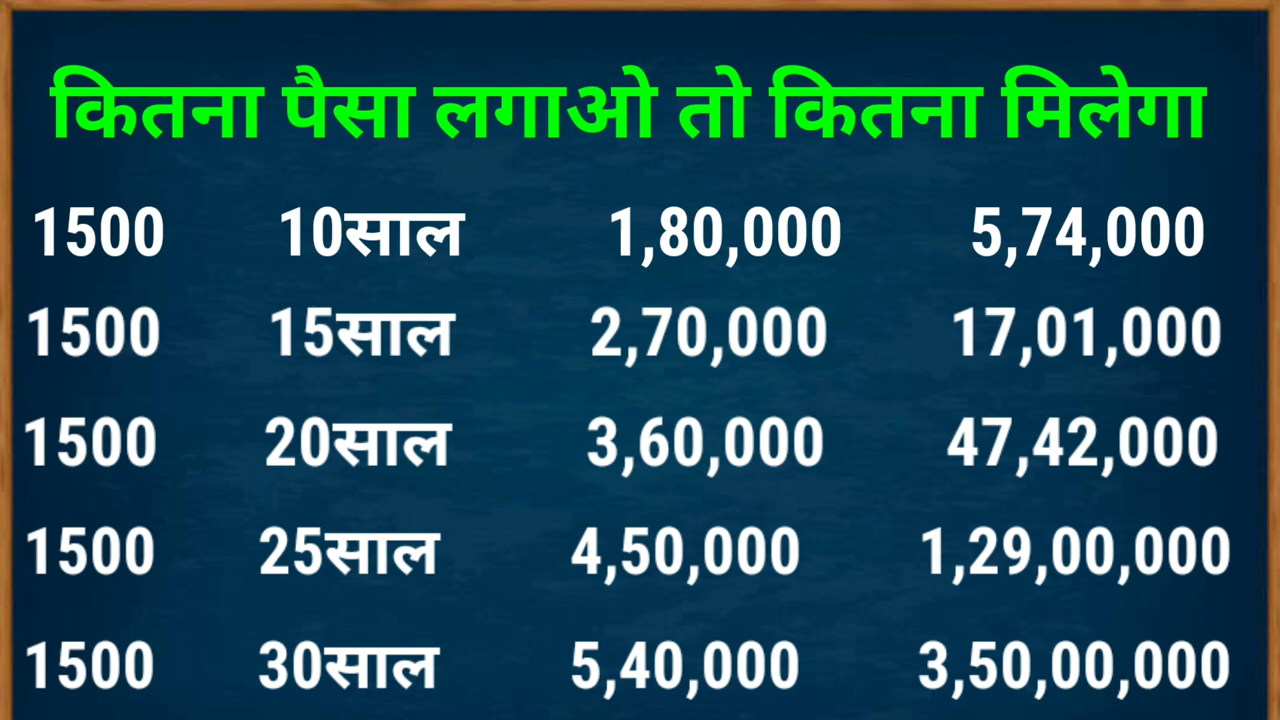 कितना पैसा लगाओ तो कितना मिलेगा
1500 10साल 1,80,000 5,74,000
1500 15साल 2,70,000 17,01,000
1500 20साल 3,60,000 47,42,000
1500 25साल 4,50,000 1,29,00,000
1500 30साल 5,40,000 3,50,00,000